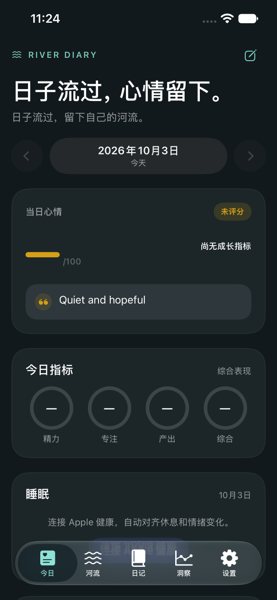 11:24
RIVER DIARY
日子流过，心情留下。
日子流过，留下自己的河流。
2026年10月3日
今天
当日心情
未评分
尚无成长指标
/100
Quiet and hopeful
今日指标
综合表现
精力
专注
产出
综合
睡眠
10月3日
连接 Apple 健康，自动对齐休息和情绪变化。
今日
河流
日记
洞察
设置